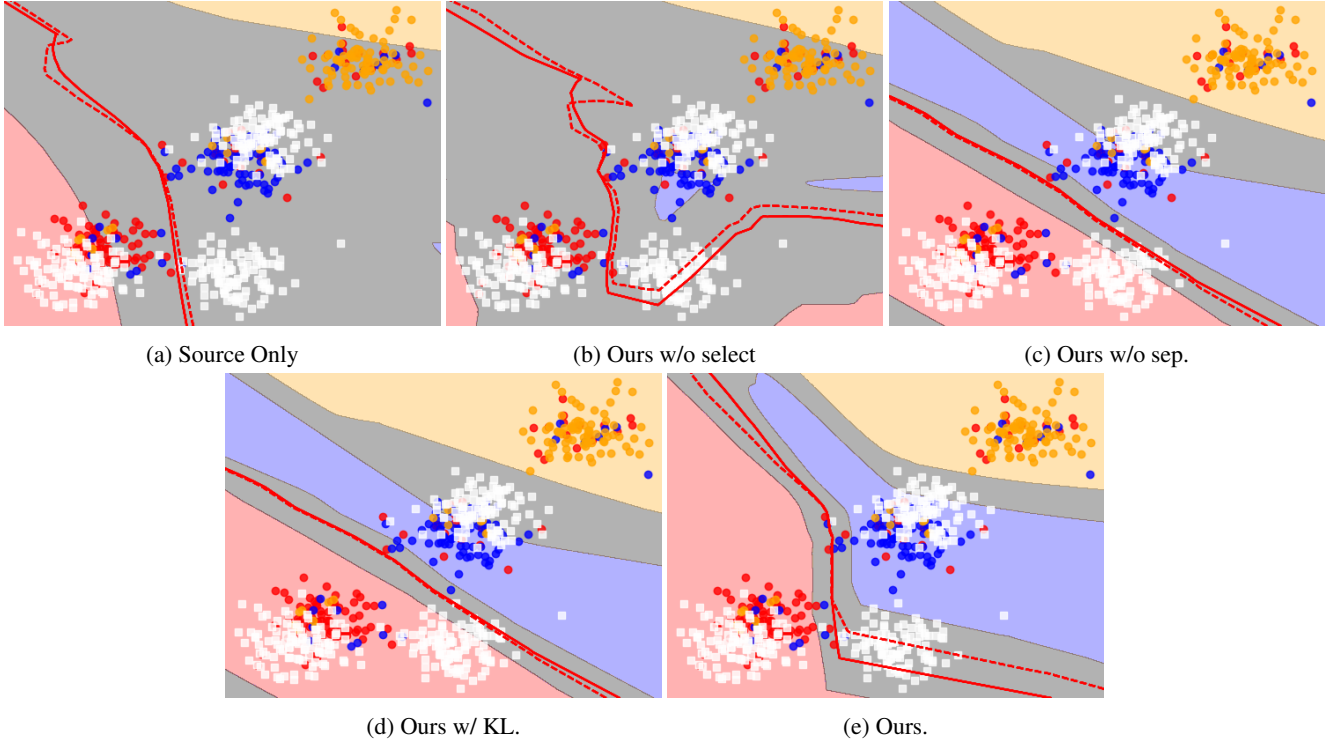 (a) Source Only
(b) Ours w/o select
(c) Ours w/o sep.
(d) Ours w/ KL.
(e) Ours.